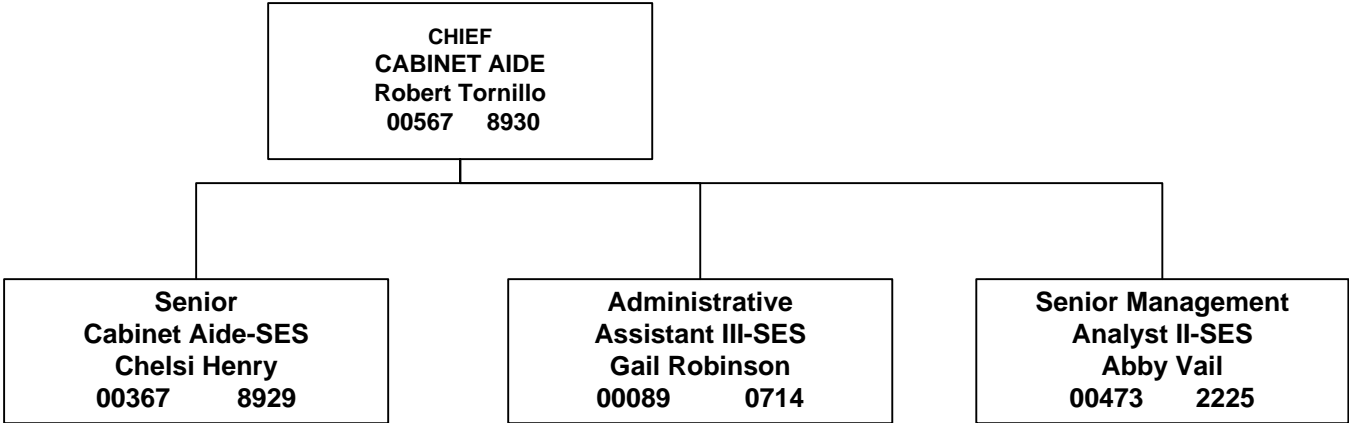 CHIEF
CABINET AIDE
Robert Tornillo
00567 8930
Senior
Cabinet Aide-SES
Chelsi Henry
00367 8929
Administrative
Assistant III-SES
Gail Robinson
00089 0714
Senior Management
Analyst II-SES
Abby Vail
00473 2225